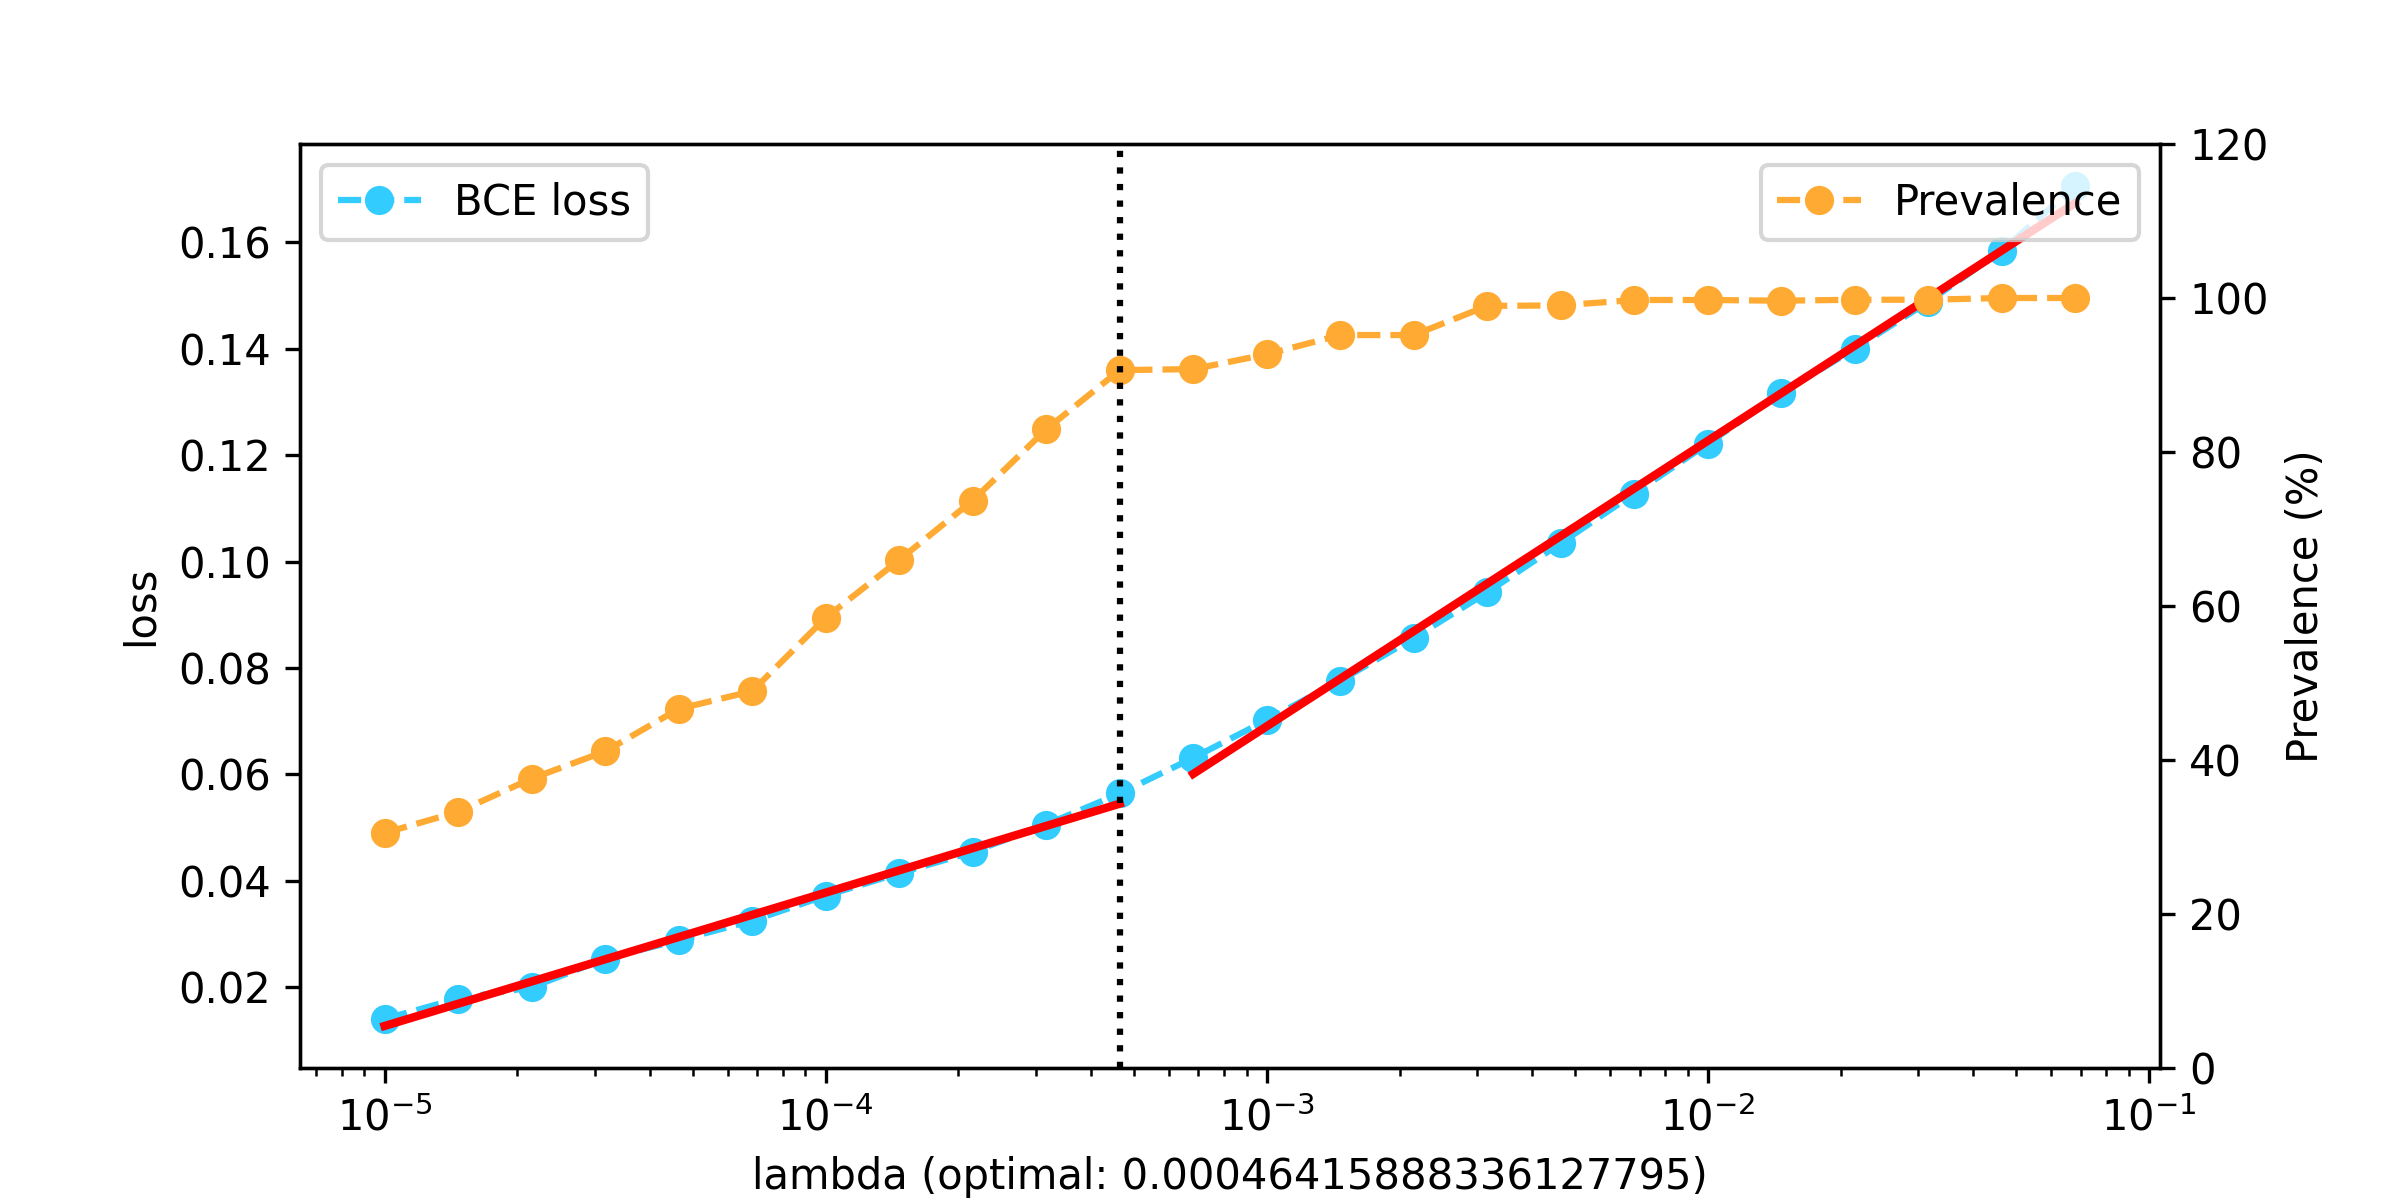 BCE loss
Prevalence
0.16
0.14
0.12
0.10
0.08
0.06
0.04
0.02
loss
120
100
80
60
40
20
0
Prevalence (%)
10⁻⁵ 10⁻⁴ 10⁻³ 10⁻² 10⁻¹
lambda (optimal: 0.00046415888336127795)